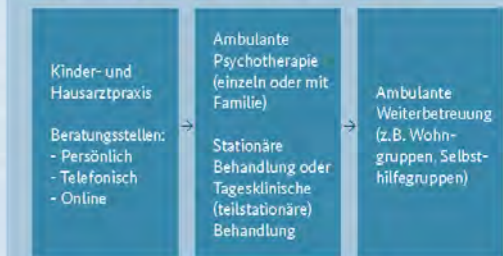 Kinder- und
Hausarztpraxis
Beratungsstellen:
- Persönlich
- Telefonisch
- Online
→
Ambulante
Psychotherapie
(einzeln oder mit
Familie)
Stationäre
Behandlung oder
Tagesklinische
(teilstationäre)
Behandlung
→
Ambulante
Weiterbetreuung
(z.B. Wohn-
gruppen, Selbst-
hilfegruppen)